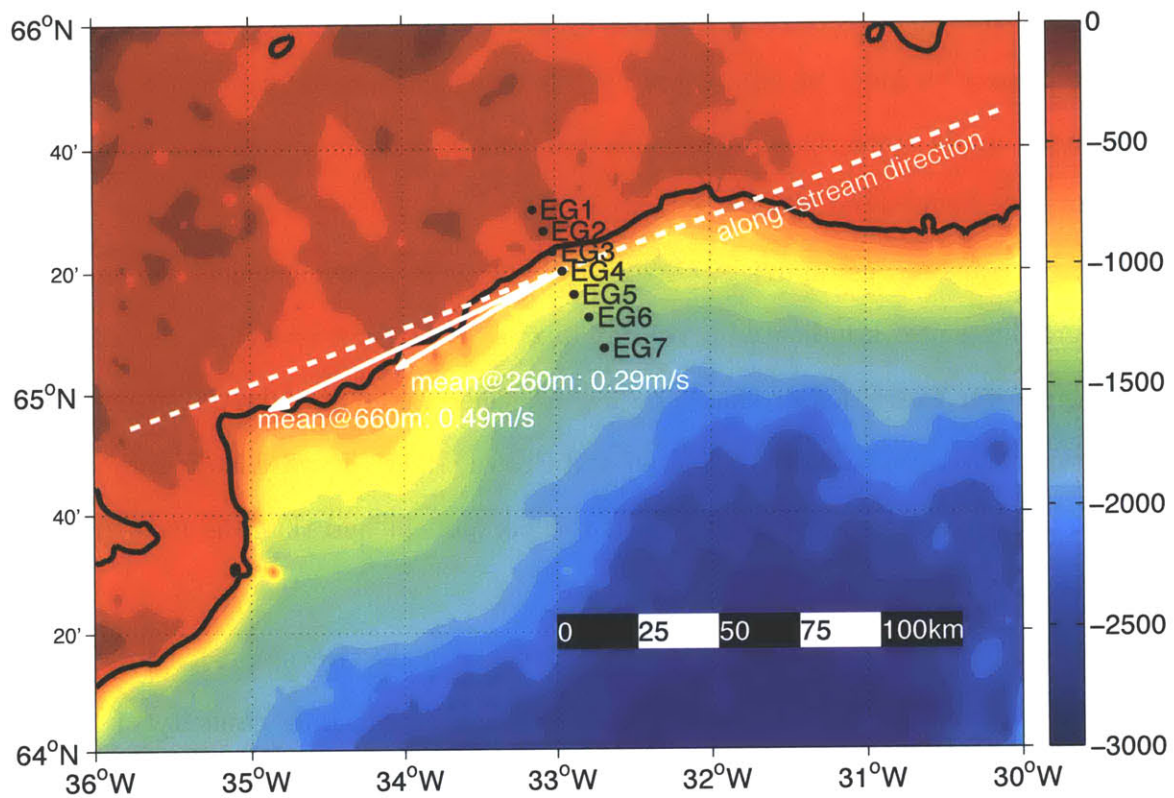 66°N
40'
20'
65°N
40'
20'
64°N
36°W
35°W
34°W
33°W
32°W
31°W
30°W
EG1
EG2
EG3
EG4
EG5
EG6
EG7
along-stream direction
mean@260m: 0.29m/s
mean@660m: 0.49m/s
0 25 50 75 100km
0
−500
−1000
−1500
−2000
−2500
−3000